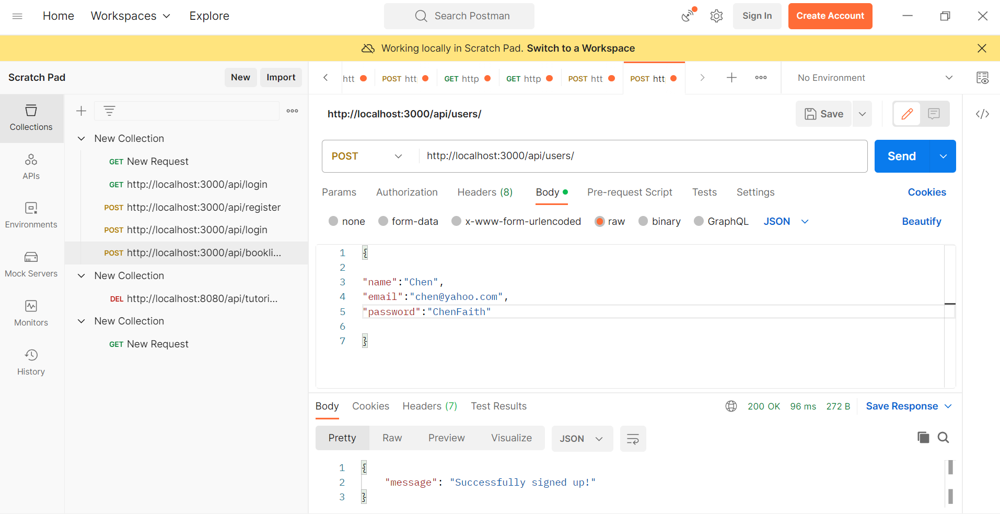 Home Workspaces Explore Search Postman Sign In Create Account
Working locally in Scratch Pad. Switch to a Workspace
Scratch Pad New Import
htt POST htt GET http GET http POST htt POST htt No Environment
Collections
APIs
Environments
Mock Servers
Monitors
History
New Collection
GET New Request
GET http://localhost:3000/api/login
POST http://localhost:3000/api/register
POST http://localhost:3000/api/login
POST http://localhost:3000/api/bookli...
New Collection
DEL http://localhost:8080/api/tutori...
New Collection
GET New Request
http://localhost:3000/api/users/ Save
POST http://localhost:3000/api/users/ Send
Params Authorization Headers (8) Body Pre-request Script Tests Settings Cookies
none form-data x-www-form-urlencoded raw binary GraphQL JSON Beautify
1 {
2
3 "name":"Chen",
4 "email":"chen@yahoo.com",
5 "password":"ChenFaith"
6
7 }
Body Cookies Headers (7) Test Results 200 OK 96 ms 272 B Save Response
Pretty Raw Preview Visualize JSON
1 {
2 "message": "Successfully signed up!"
3 }